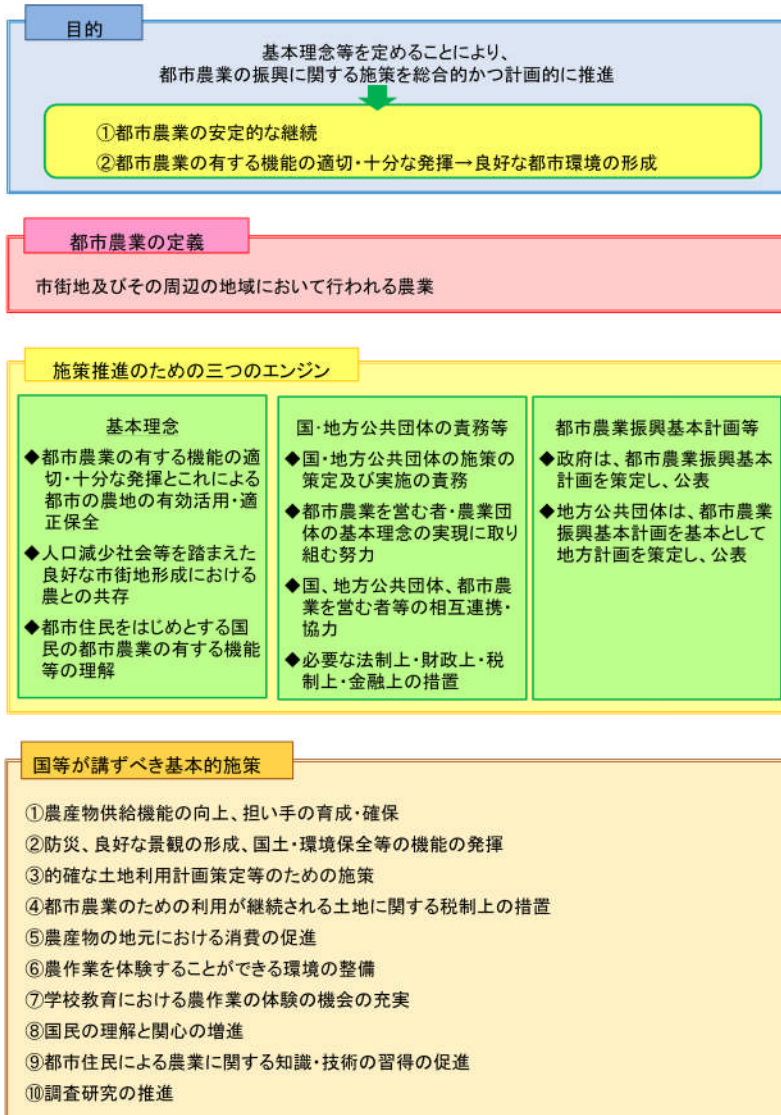 目的
基本理念等を定めることにより、
都市農業の振興に関する施策を総合的かつ計画的に推進
①都市農業の安定的な継続
②都市農業の有する機能の適切・十分な発揮→良好な都市環境の形成
都市農業の定義
市街地及びその周辺の地域において行われる農業
施策推進のための三つのエンジン
基本理念
◆都市農業の有する機能の適
切・十分な発揮とこれによる
都市の農地の有効活用・適
正保全
◆人口減少社会等を踏まえた
良好な市街地形成における
農との共存
◆都市住民をはじめとする国
民の都市農業の有する機能
等の理解
国・地方公共団体の責務等
◆国・地方公共団体の施策の
策定及び実施の責務
◆都市農業を営む者・農業団
体の基本理念の実現に取り
組む努力
◆国、地方公共団体、都市農
業を営む者等の相互連携・
協力
◆必要な法制上・財政上・税
制上・金融上の措置
都市農業振興基本計画等
◆政府は、都市農業振興基本
計画を策定し、公表
◆地方公共団体は、都市農業
振興基本計画を基本として
地方計画を策定し、公表
国等が講ずべき基本的施策
①農産物供給機能の向上、担い手の育成・確保
②防災、良好な景観の形成、国土・環境保全等の機能の発揮
③的確な土地利用計画策定等のための施策
④都市農業のための利用が継続される土地に関する税制上の措置
⑤農産物の地元における消費の促進
⑥農作業を体験することができる環境の整備
⑦学校教育における農作業の体験の機会の充実
⑧国民の理解と関心の増進
⑨都市住民による農業に関する知識・技術の習得の促進
⑩調査研究の推進